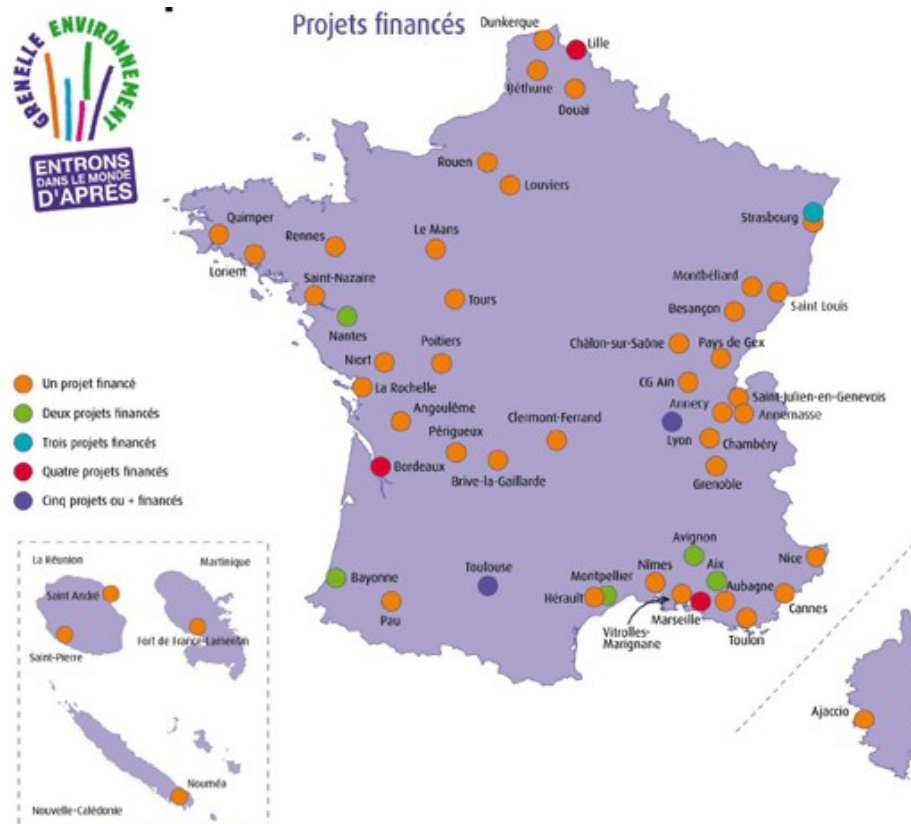 GRENELLE ENVIRONNEMENT
ENTRONS
DANS LE MONDE
D'APRÈS
Projets financés
Dunkerque
Lille
Béthune
Douai
Rouen
Louviers
Strasbourg
Quimper
Rennes
Le Mans
Lorient
Saint-Nazaire
Montbéliard
Saint Louis
Besançon
Tours
Nantes
Poitiers
Niort
Châlon-sur-Saône
Pays de Gex
La Rochelle
CG Ain
Saint-Julien-en-Genevois
Annecy
Annemasse
Angoulême
Clermont-Ferrand
Périgueux
Lyon
Chambéry
Bordeaux
Brive-la-Gaillarde
Grenoble
Un projet financé
Deux projets financés
Trois projets financés
Quatre projets financés
Cinq projets ou + financés
Avignon
Nice
Bayonne
Toulouse
Montpellier
Nîmes
Aix
Aubagne
Hérault
Cannes
Pau
Vitrolles-
Marignane
Marseille
Toulon
Ajaccio
La Réunion
Martinique
Saint André
Fort de France-Lamentin
Saint-Pierre
Nouméa
Nouvelle-Calédonie